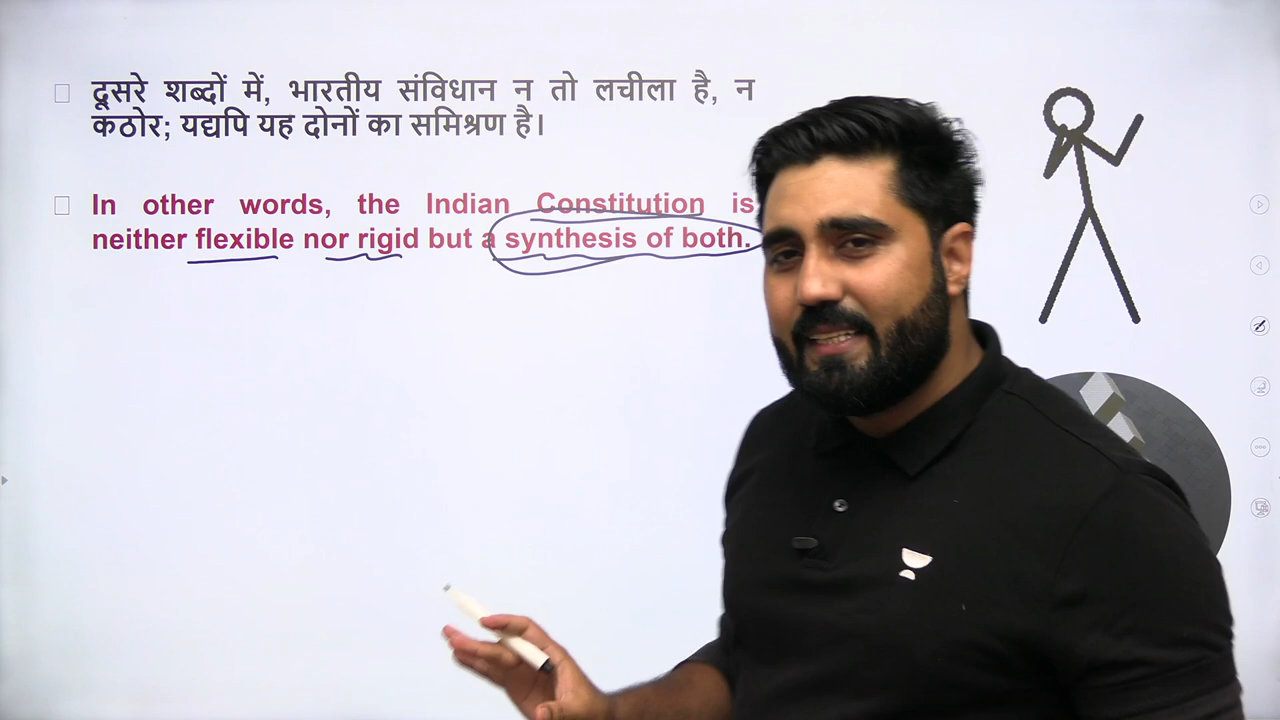 दूसरे शब्दों में, भारतीय संविधान न तो लचीला है, न
कठोर; यद्यपि यह दोनों का समिश्रण है।
In other words, the Indian Constitution is
neither flexible nor rigid but a synthesis of both.